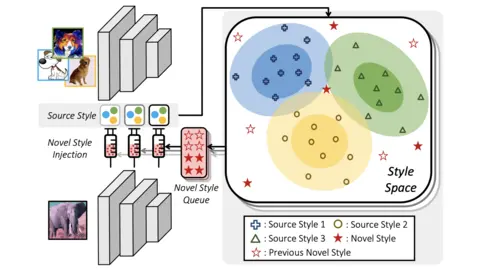 Source Style
Novel Style
Injection
Novel Style
Queue
Style
Space
: Source Style 1
: Source Style 2
: Source Style 3
: Novel Style
: Previous Novel Style